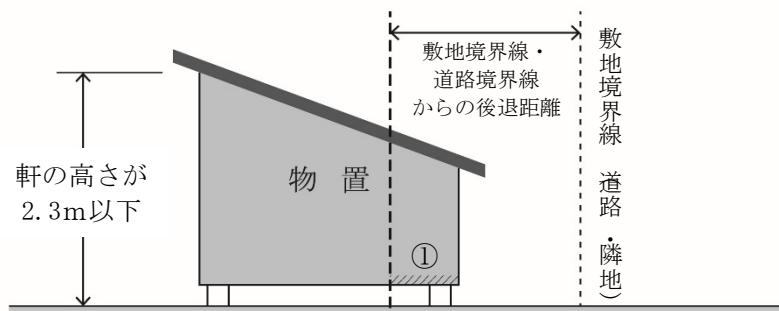 敷地境界線・
道路境界線
からの後退距離
敷地境界線（道路・隣地）
軒の高さが
2.3m以下
物 置
①